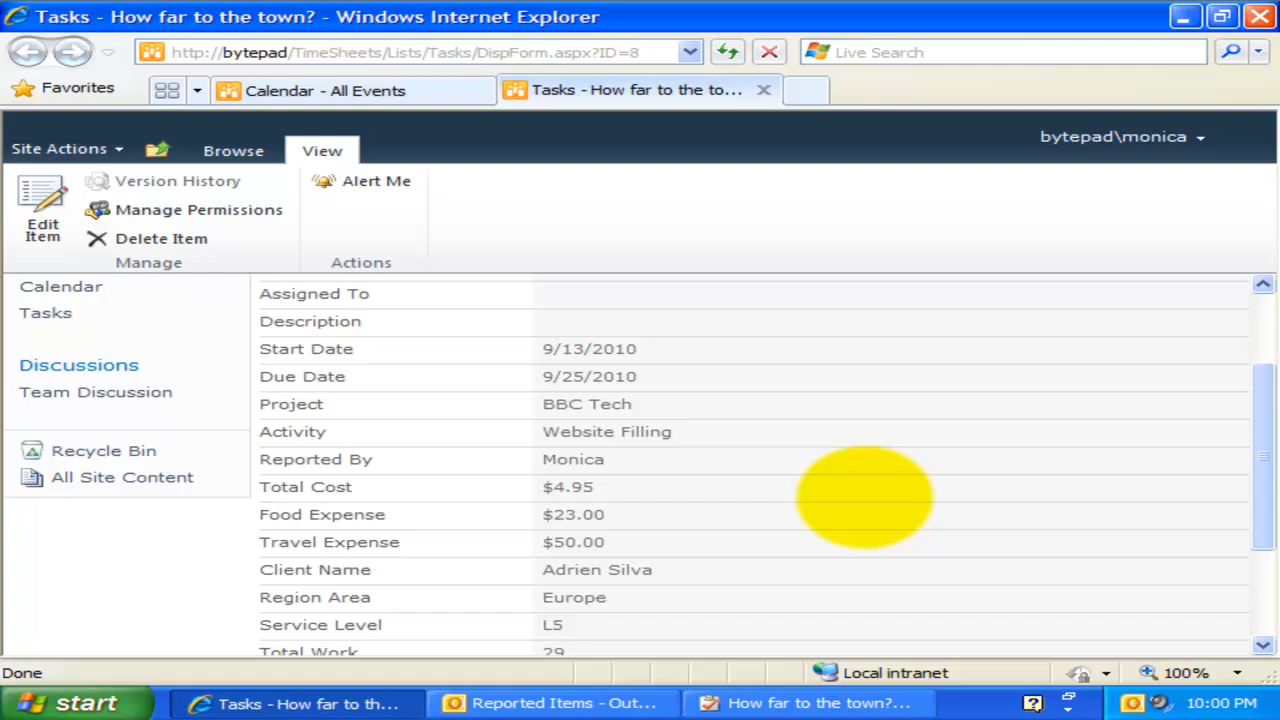 Tasks - How far to the town? - Windows Internet Explorer
http://bytepad/TimeSheets/Lists/Tasks/DispForm.aspx?ID=8
Live Search
Favorites
Calendar - All Events
Tasks - How far to the to...
Site Actions
Browse
View
bytepad\monica
Edit Item
Version History
Manage Permissions
Delete Item
Manage
Alert Me
Actions
Calendar
Tasks
Discussions
Team Discussion
Recycle Bin
All Site Content
Assigned To
Description
Start Date 9/13/2010
Due Date 9/25/2010
Project BBC Tech
Activity Website Filling
Reported By Monica
Total Cost $4.95
Food Expense $23.00
Travel Expense $50.00
Client Name Adrien Silva
Region Area Europe
Service Level L5
Total Work 29
Done
Local intranet
100%
start
Tasks - How far to th...
Reported Items - Out...
How far to the town?...
10:00 PM